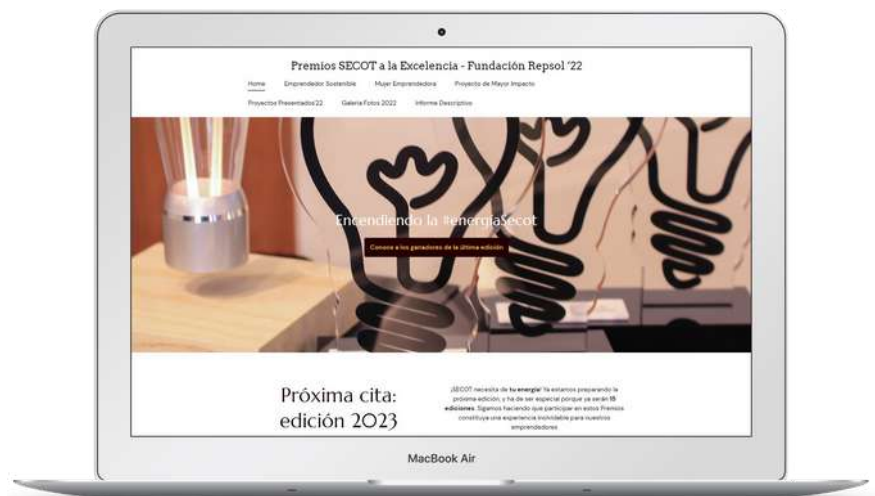 Premios SECOT a la Excelencia - Fundación Repsol '22
Home Emprendedor Sostenible Mujer Emprendedora Proyecto de Mayor Impacto
Proyectos Presentados'22 Galería Fotos 2022 Informe Descriptivo
Encendiendo la #energíaSecot
Conoce a los ganadores de la última edición
Próxima cita:
edición 2023
¡SECOT necesita de tu energía! Ya estamos preparando la
próxima edición, y ha de ser especial porque ya serán 15
ediciones. Sigamos haciendo que participar en estos Premios
constituya una experiencia inolvidable para nuestros
emprendedores
MacBook Air